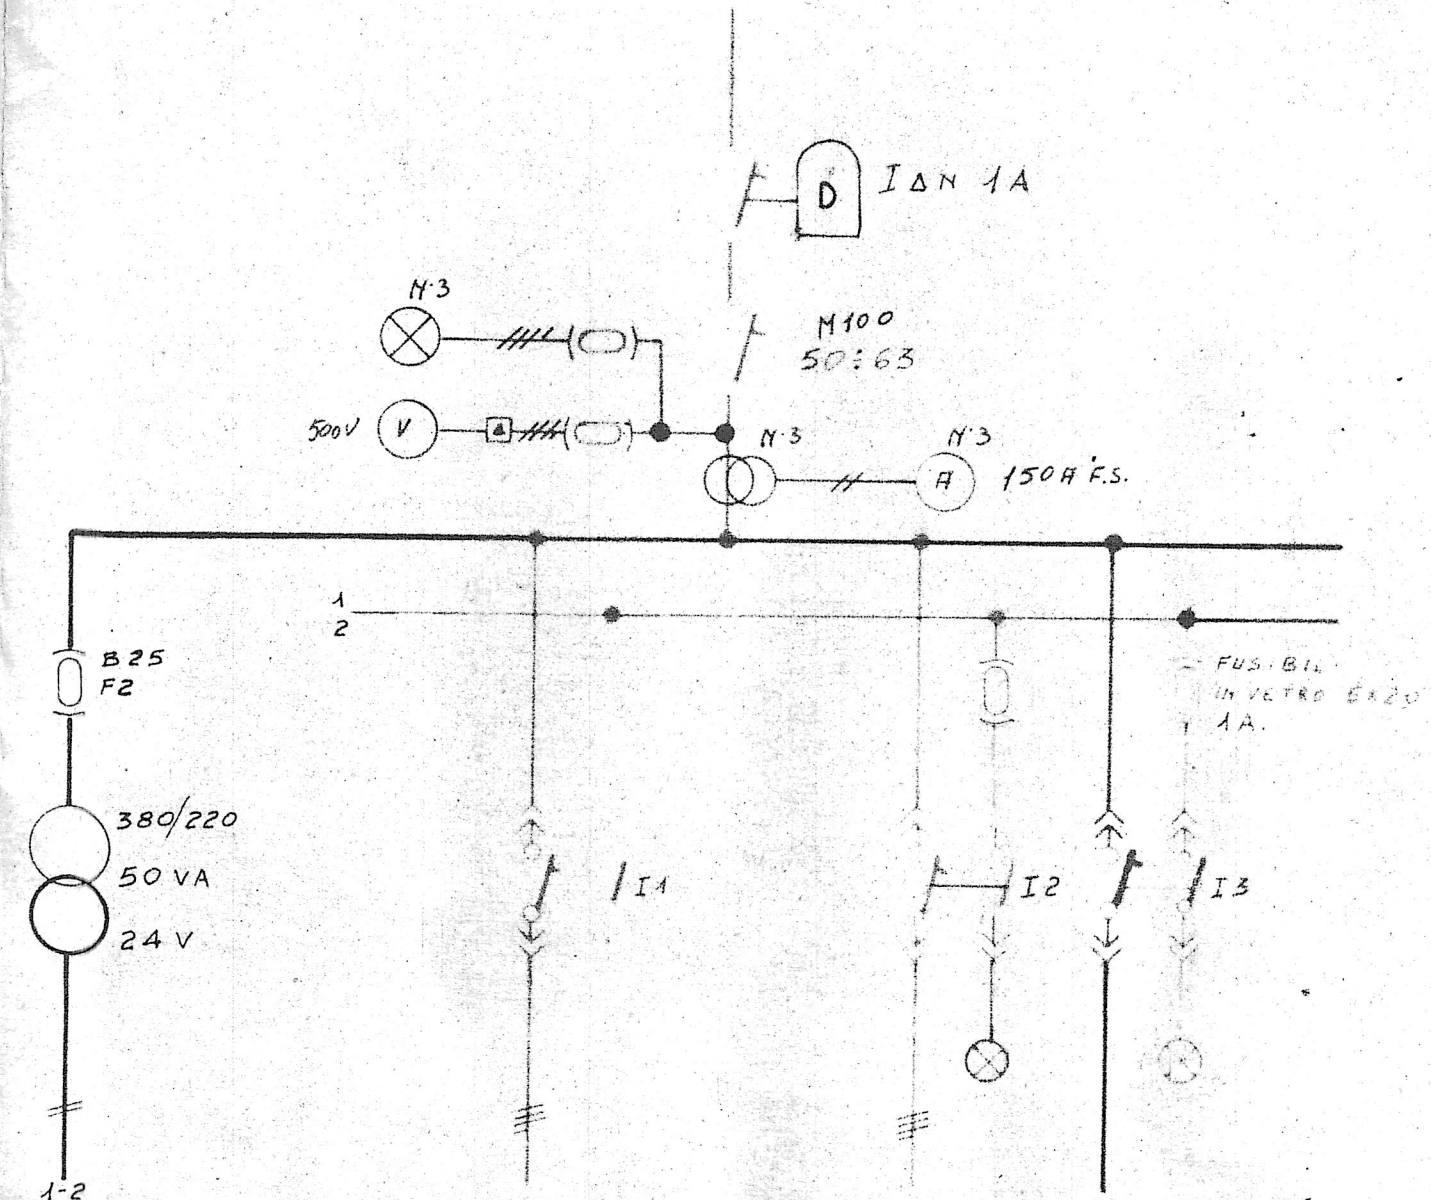 D
I Δ N 1A
N·3
M100
50÷63
500V
V
N·3
N·3
A
150A F.S.
1
2
B25
F2
FUSIBIL
IN VETRO 5x20
1A.
380/220
50 VA
24 V
I1
I2
I3
1-2